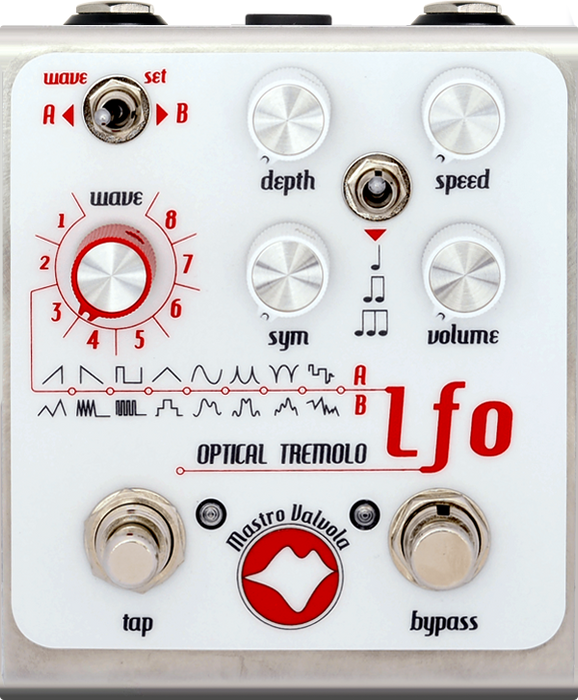 wave set
A B
depth
speed
wave
1 8
2 7
3 6
4 5
sym
volume
A
B
lfo
OPTICAL TREMOLO
Mastro Valvola
tap
bypass